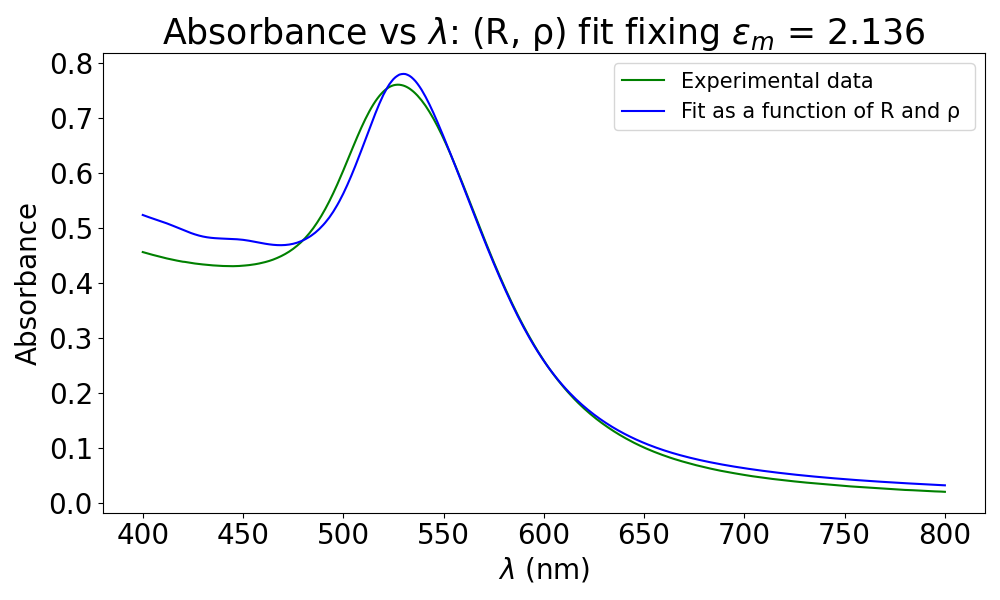 Absorbance vs λ: (R, ρ) fit fixing εₘ = 2.136
Experimental data
Fit as a function of R and ρ
Absorbance
0.8
0.7
0.6
0.5
0.4
0.3
0.2
0.1
0.0
400 450 500 550 600 650 700 750 800
λ (nm)